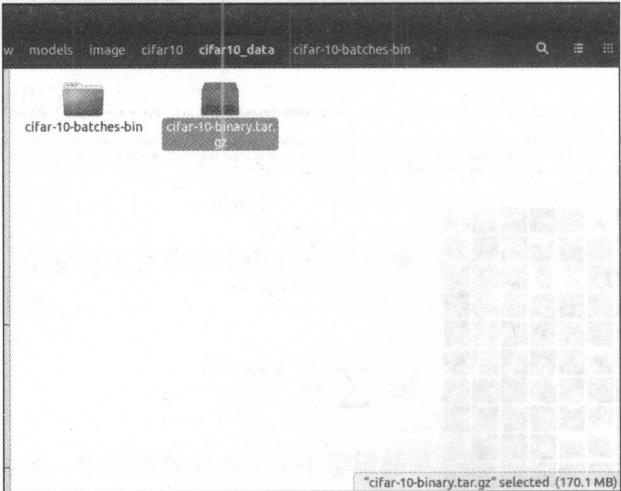 w models image cifar10 cifar10_data cifar-10-batches-bin
cifar-10-batches-bin
cifar-10-binary.tar.
gz
"cifar-10-binary.tar.gz" selected (170.1 MB)